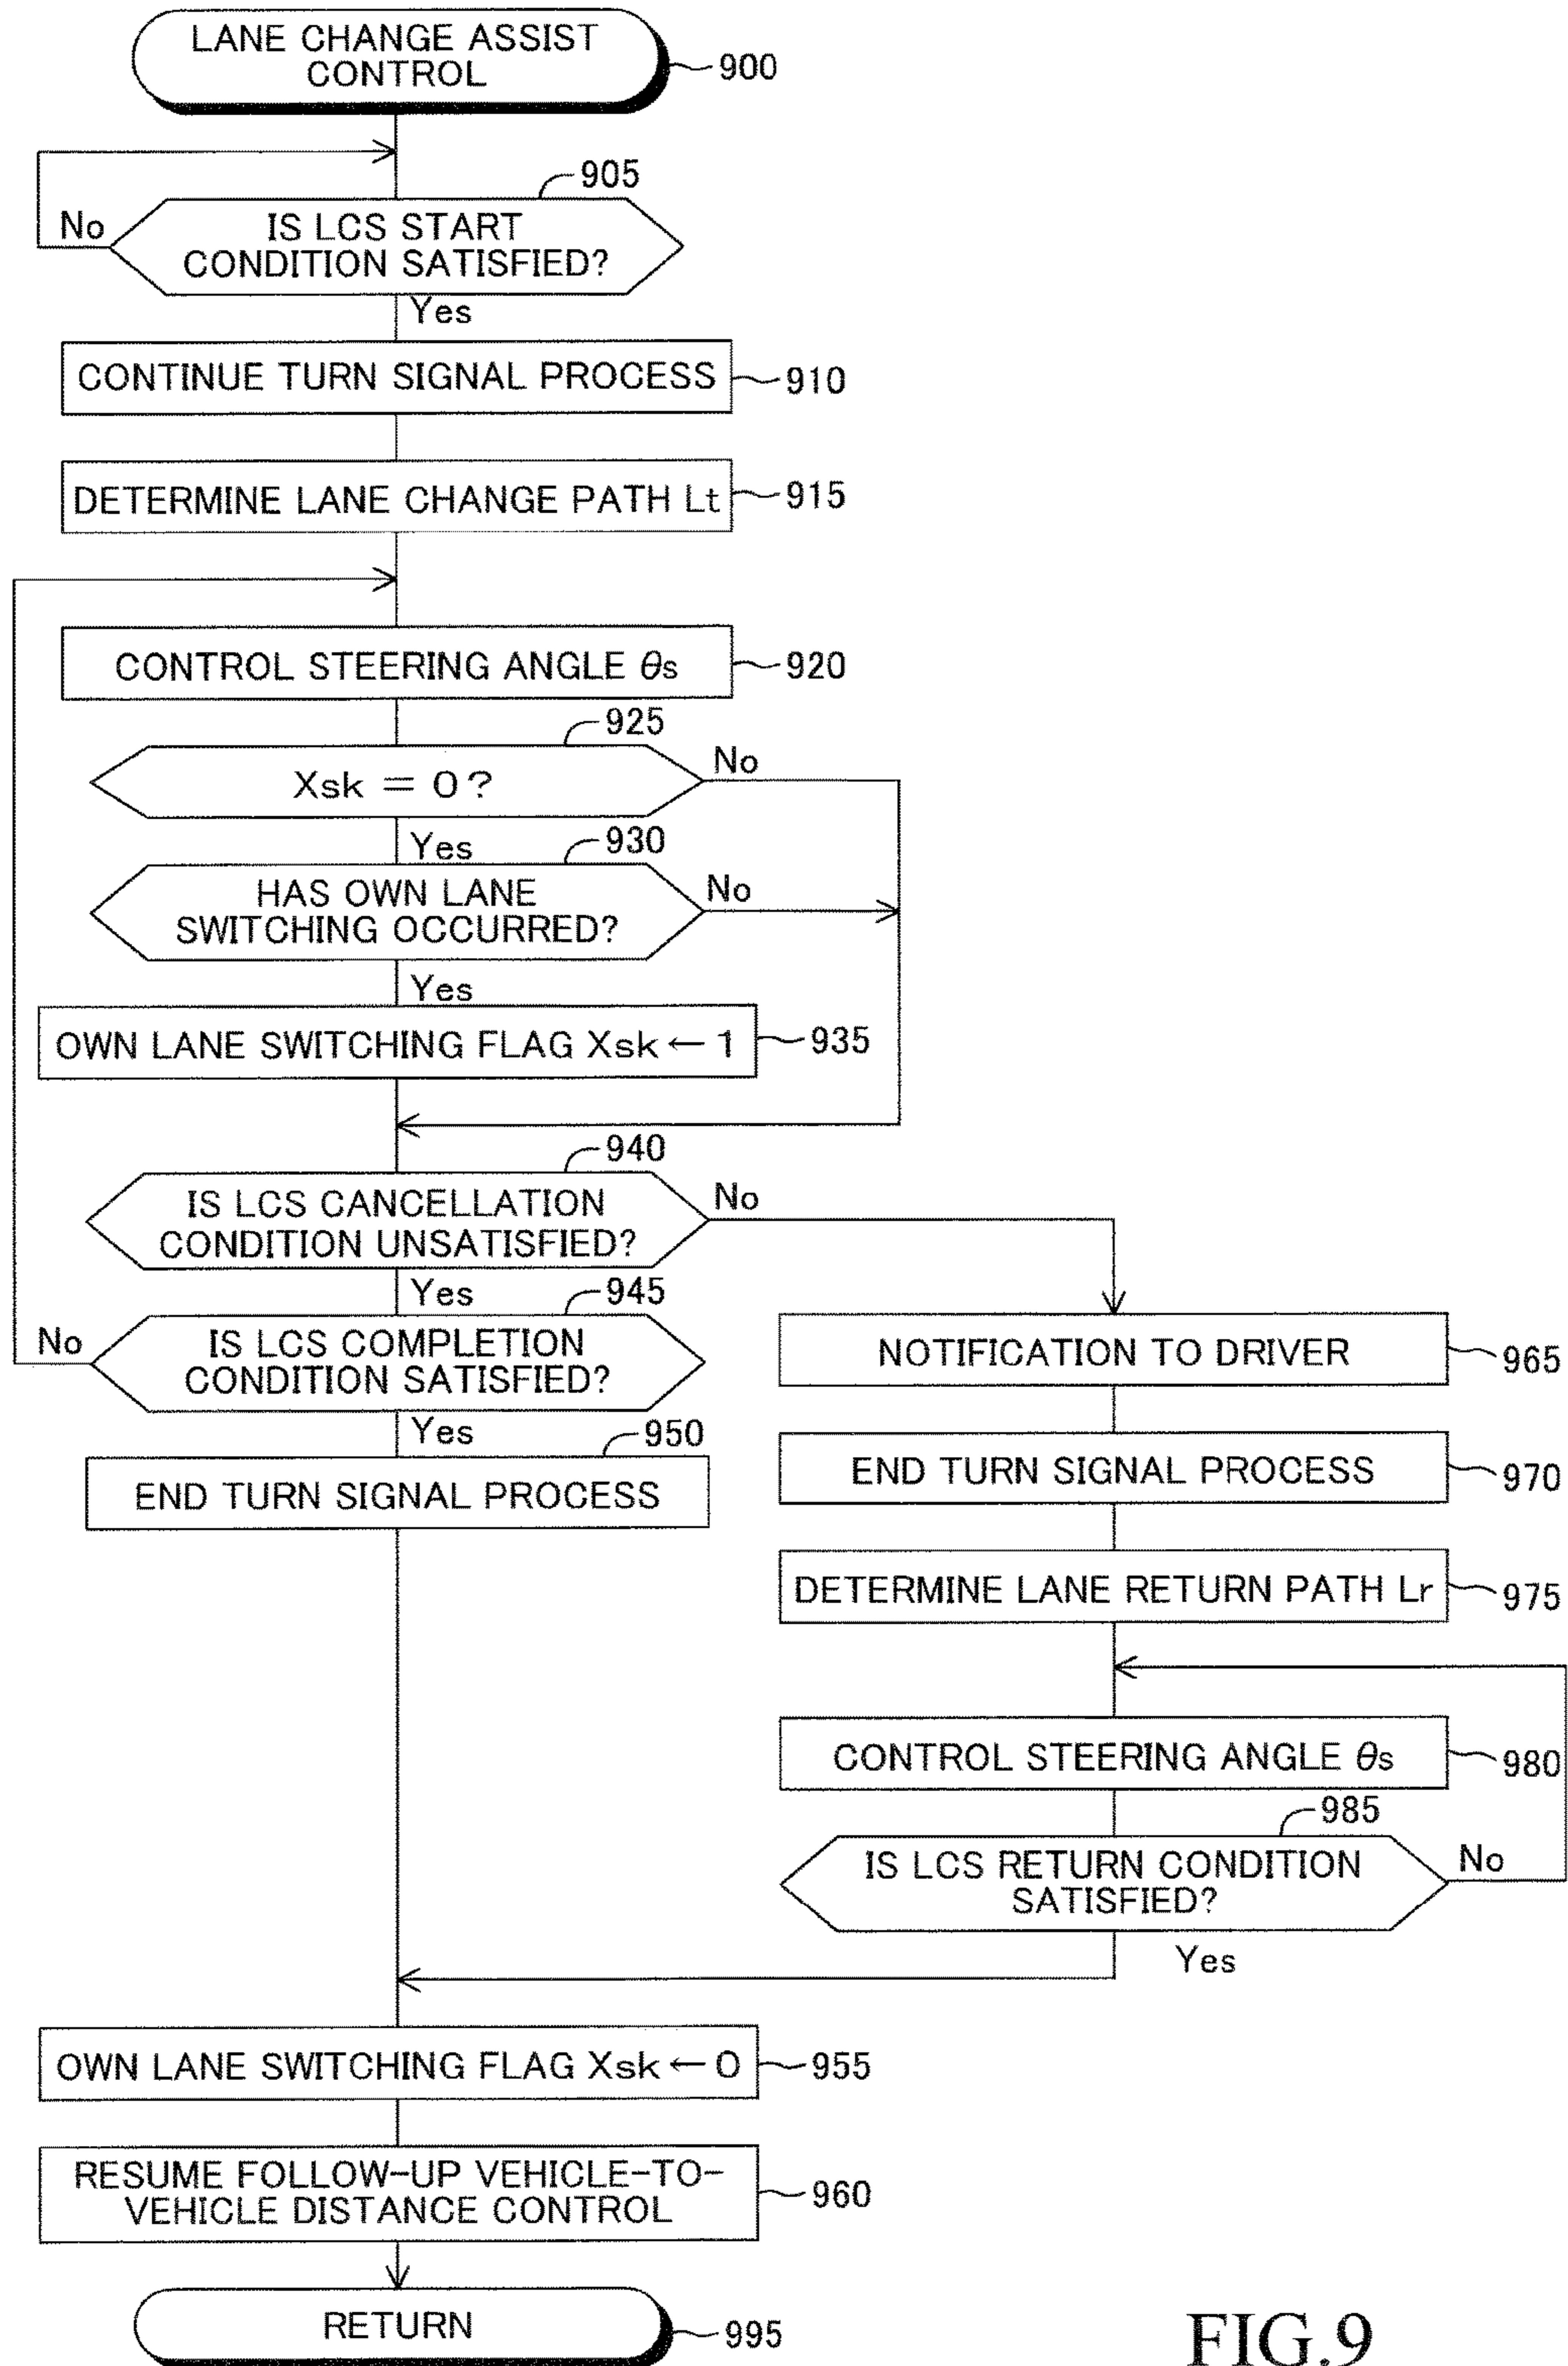 LANE CHANGE ASSIST
CONTROL
900
905
No
IS LCS START
CONDITION SATISFIED?
Yes
CONTINUE TURN SIGNAL PROCESS
910
DETERMINE LANE CHANGE PATH Lt
915
CONTROL STEERING ANGLE θs
920
925
Xsk = 0?
No
Yes
930
HAS OWN LANE
SWITCHING OCCURRED?
No
Yes
OWN LANE SWITCHING FLAG Xsk ← 1
935
940
IS LCS CANCELLATION
CONDITION UNSATISFIED?
No
Yes
945
No
IS LCS COMPLETION
CONDITION SATISFIED?
Yes
950
END TURN SIGNAL PROCESS
NOTIFICATION TO DRIVER
965
END TURN SIGNAL PROCESS
970
DETERMINE LANE RETURN PATH Lr
975
CONTROL STEERING ANGLE θs
980
985
IS LCS RETURN CONDITION
SATISFIED?
No
Yes
OWN LANE SWITCHING FLAG Xsk ← 0
955
RESUME FOLLOW-UP VEHICLE-TO-
VEHICLE DISTANCE CONTROL
960
RETURN
995
FIG.9